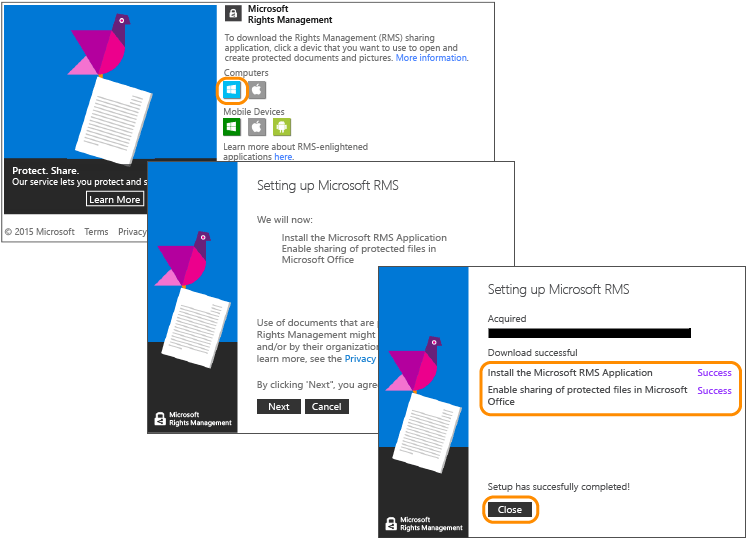 Microsoft
Rights Management
To download the Rights Management (RMS) sharing
application, click a devic that you want to use to open and
create protected documents and pictures. More information.
Computers
Mobile Devices
Learn more about RMS-enlightened
applications here.
Protect. Share.
Our service lets you protect and s
Learn More
© 2015 Microsoft Terms Privacy
Setting up Microsoft RMS
We will now:
Install the Microsoft RMS Application
Enable sharing of protected files in
Microsoft Office
Use of documents that are
Rights Management might
and/or by their organization
learn more, see the Privacy
By clicking "Next", you agre
Next Cancel
Microsoft
Rights Management
Setting up Microsoft RMS
Acquired
Download successful
Install the Microsoft RMS Application Success
Enable sharing of protected files in Microsoft Success
Office
Setup has succesfully completed!
Close
Microsoft
Rights Management